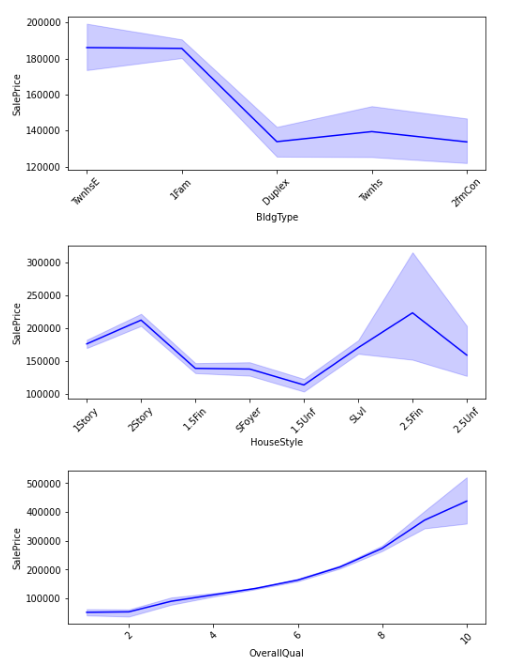 200000
180000
160000
140000
120000
SalePrice
TwnhsE
1Fam
Duplex
Twnhs
2fmCon
BldgType
300000
250000
200000
150000
100000
SalePrice
1Story
2Story
1.5Fin
SFoyer
1.5Unf
SLvl
2.5Fin
2.5Unf
HouseStyle
500000
400000
300000
200000
100000
SalePrice
2
4
6
8
10
OverallQual